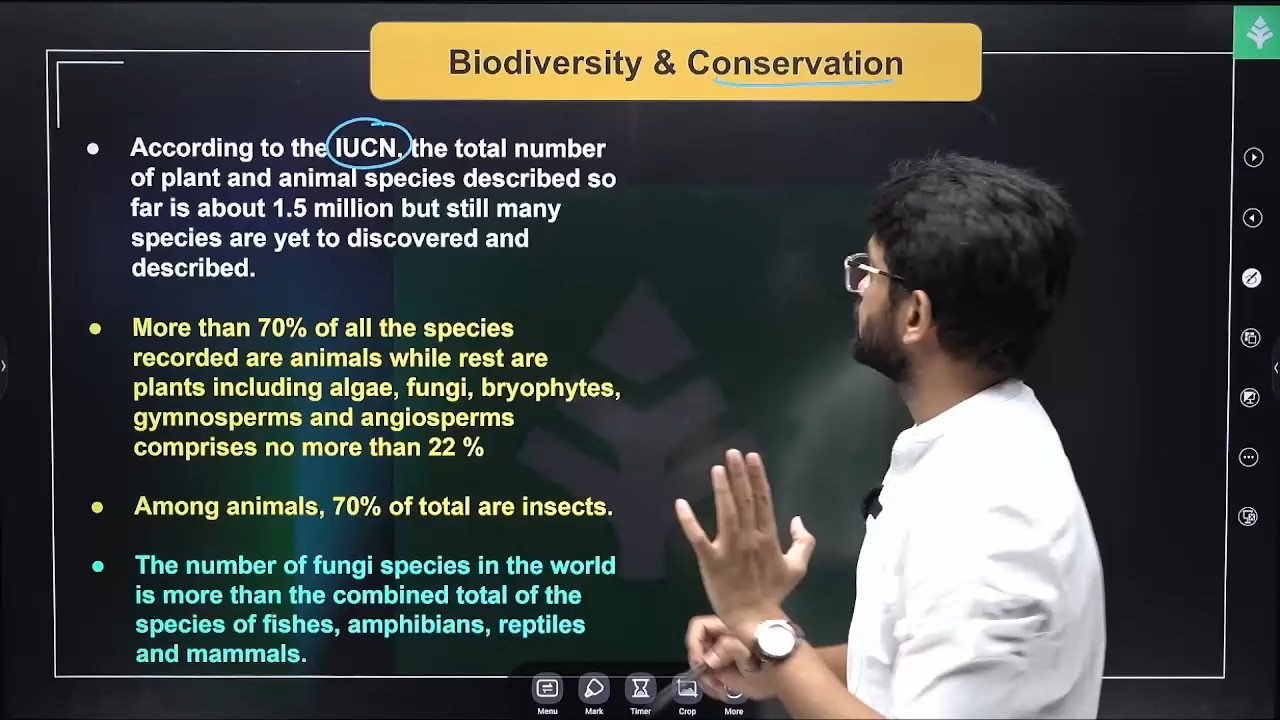 Biodiversity & Conservation
According to the IUCN, the total number
of plant and animal species described so
far is about 1.5 million but still many
species are yet to discovered and
described.
More than 70% of all the species
recorded are animals while rest are
plants including algae, fungi, bryophytes,
gymnosperms and angiosperms
comprises no more than 22 %
Among animals, 70% of total are insects.
The number of fungi species in the world
is more than the combined total of the
species of fishes, amphibians, reptiles
and mammals.
Menu Mark Timer Crop More